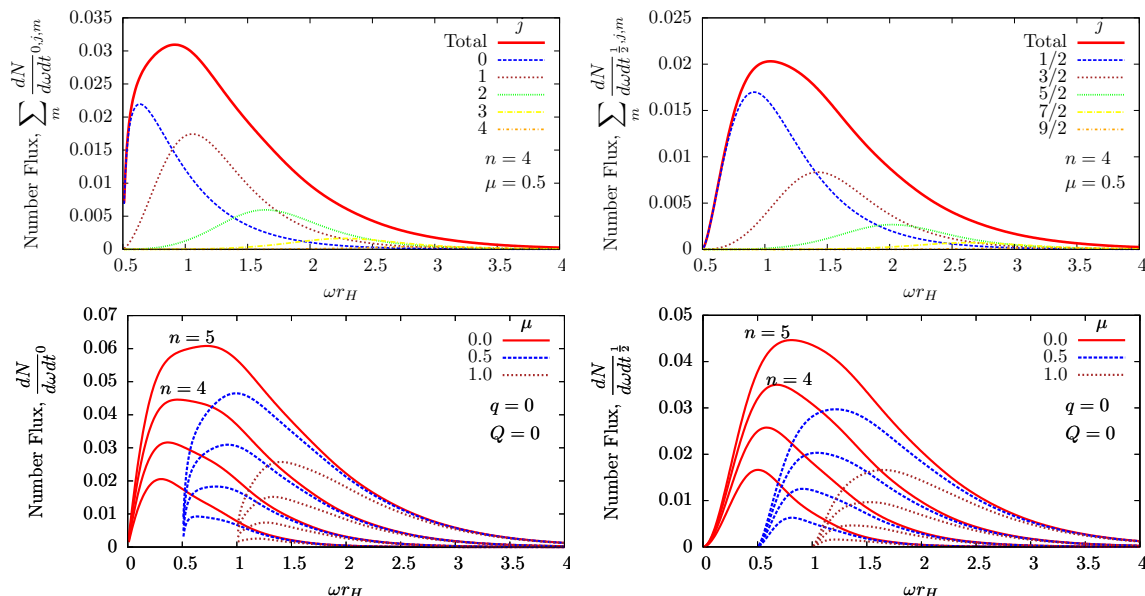 0.035
0.03
0.025
0.02
0.015
0.01
0.005
0
0.5 1 1.5 2 2.5 3 3.5 4
Number Flux, ∑_m dN/dωdt^{0,j,m}
ωr_H
j
Total
0
1
2
3
4
n = 4
μ = 0.5
0.025
0.02
0.015
0.01
0.005
0
0.5 1 1.5 2 2.5 3 3.5 4
Number Flux, ∑_m dN/dωdt^{1/2,j,m}
ωr_H
j
Total
1/2
3/2
5/2
7/2
9/2
n = 4
μ = 0.5
0.07
0.06
0.05
0.04
0.03
0.02
0.01
0
0 0.5 1 1.5 2 2.5 3 3.5 4
Number Flux, dN/dωdt^0
ωr_H
n = 5
n = 4
μ
0.0
0.5
1.0
q = 0
Q = 0
0.05
0.04
0.03
0.02
0.01
0
0 0.5 1 1.5 2 2.5 3 3.5 4
Number Flux, dN/dωdt^{1/2}
ωr_H
n = 5
n = 4
μ
0.0
0.5
1.0
q = 0
Q = 0